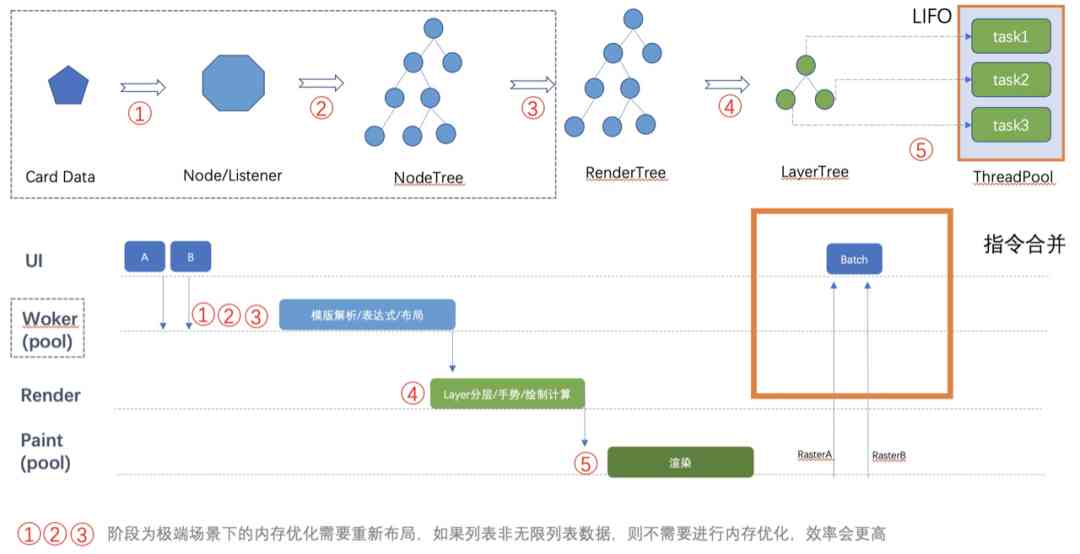 LIFO
task1
task2
task3
①
②
③
④
⑤
Card Data
Node/Listener
NodeTree
RenderTree
LayerTree
ThreadPool
指令合并
UI
A
B
Batch
Woker
(pool)
①②③
模版解析/表达式/布局
Render
④
Layer分层/手势/绘制计算
Paint
(pool)
⑤
渲染
RasterA
RasterB
①②③ 阶段为极端场景下的内存优化需要重新布局，如果列表非无限列表数据，则不需要进行内存优化，效率会更高